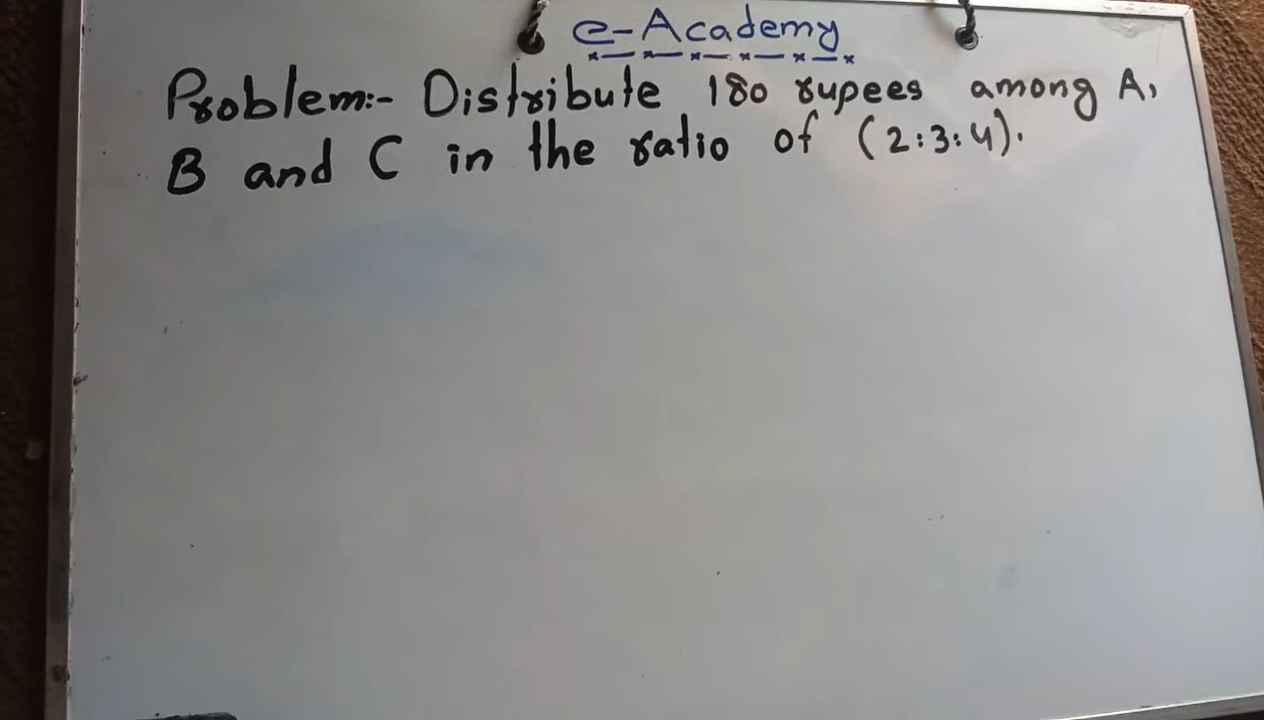 e-Academy
Problem:- Distribute 180 rupees among A,
B and C in the ratio of (2:3:4).